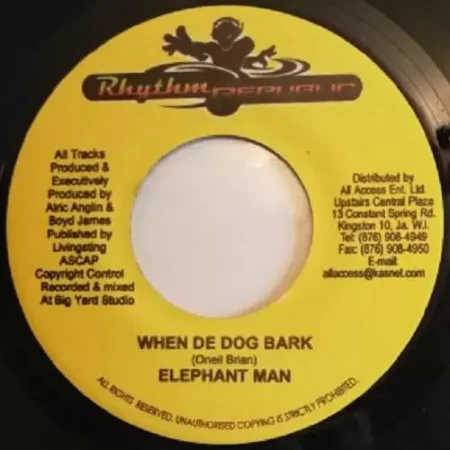 Rhythm
REPUBLIC
All Tracks
Produced &
Executively
Produced by
Alric Anglin &
Boyd James
Published by
Livingsting
ASCAP
Copyright Control
Recorded & mixed
At Big Yard Studio
Distributed by
All Access Ent. Ltd.
Upstairs Central Plaza
13 Constant Spring Rd.
Kingston 10, Ja. W.I.
Tel: (876) 908-4949
Fax: (876) 908-4950
E-mail:
allaccess@kasnet.com
WHEN DE DOG BARK
(Oneil Brian)
ELEPHANT MAN
ALL RIGHTS RESERVED. UNAUTHORISED COPYING IS STRICTLY PROHIBITED.